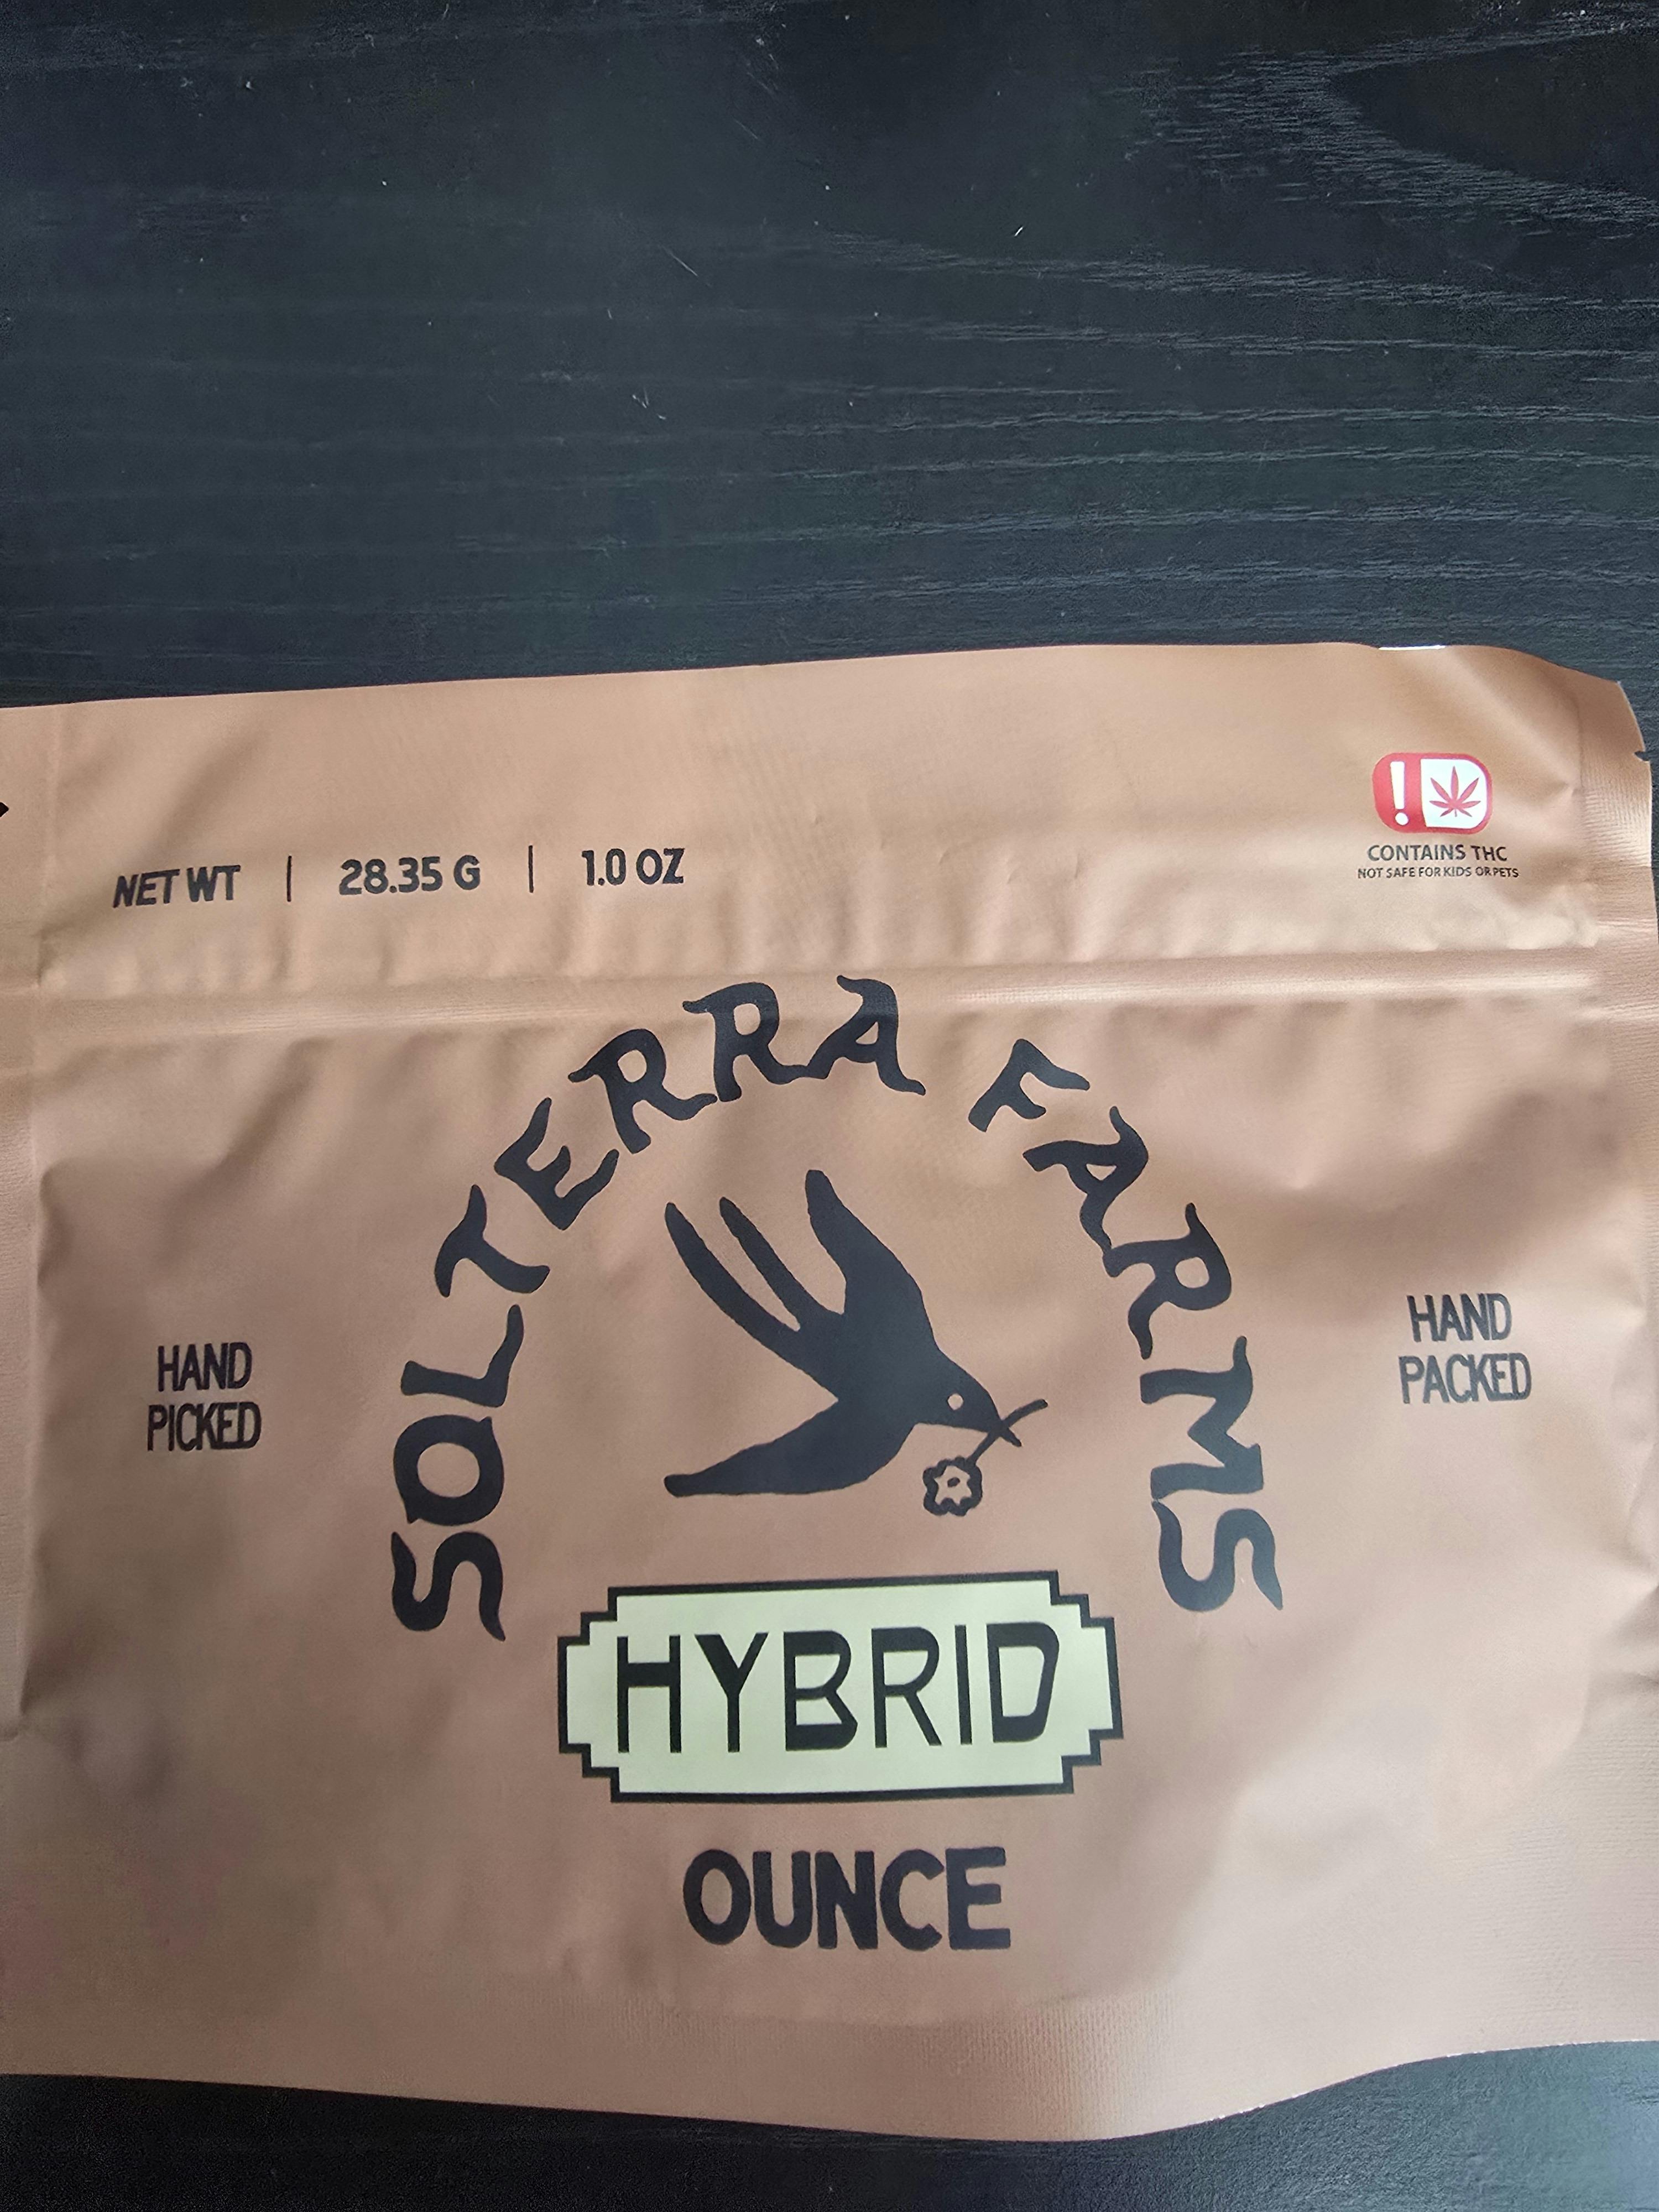 NET WT | 28.35 G | 1.0 OZ
!
CONTAINS THC
NOT SAFE FOR KIDS OR PETS
SOLTERRA FARMS
HAND
PICKED
HAND
PACKED
HYBRID
OUNCE